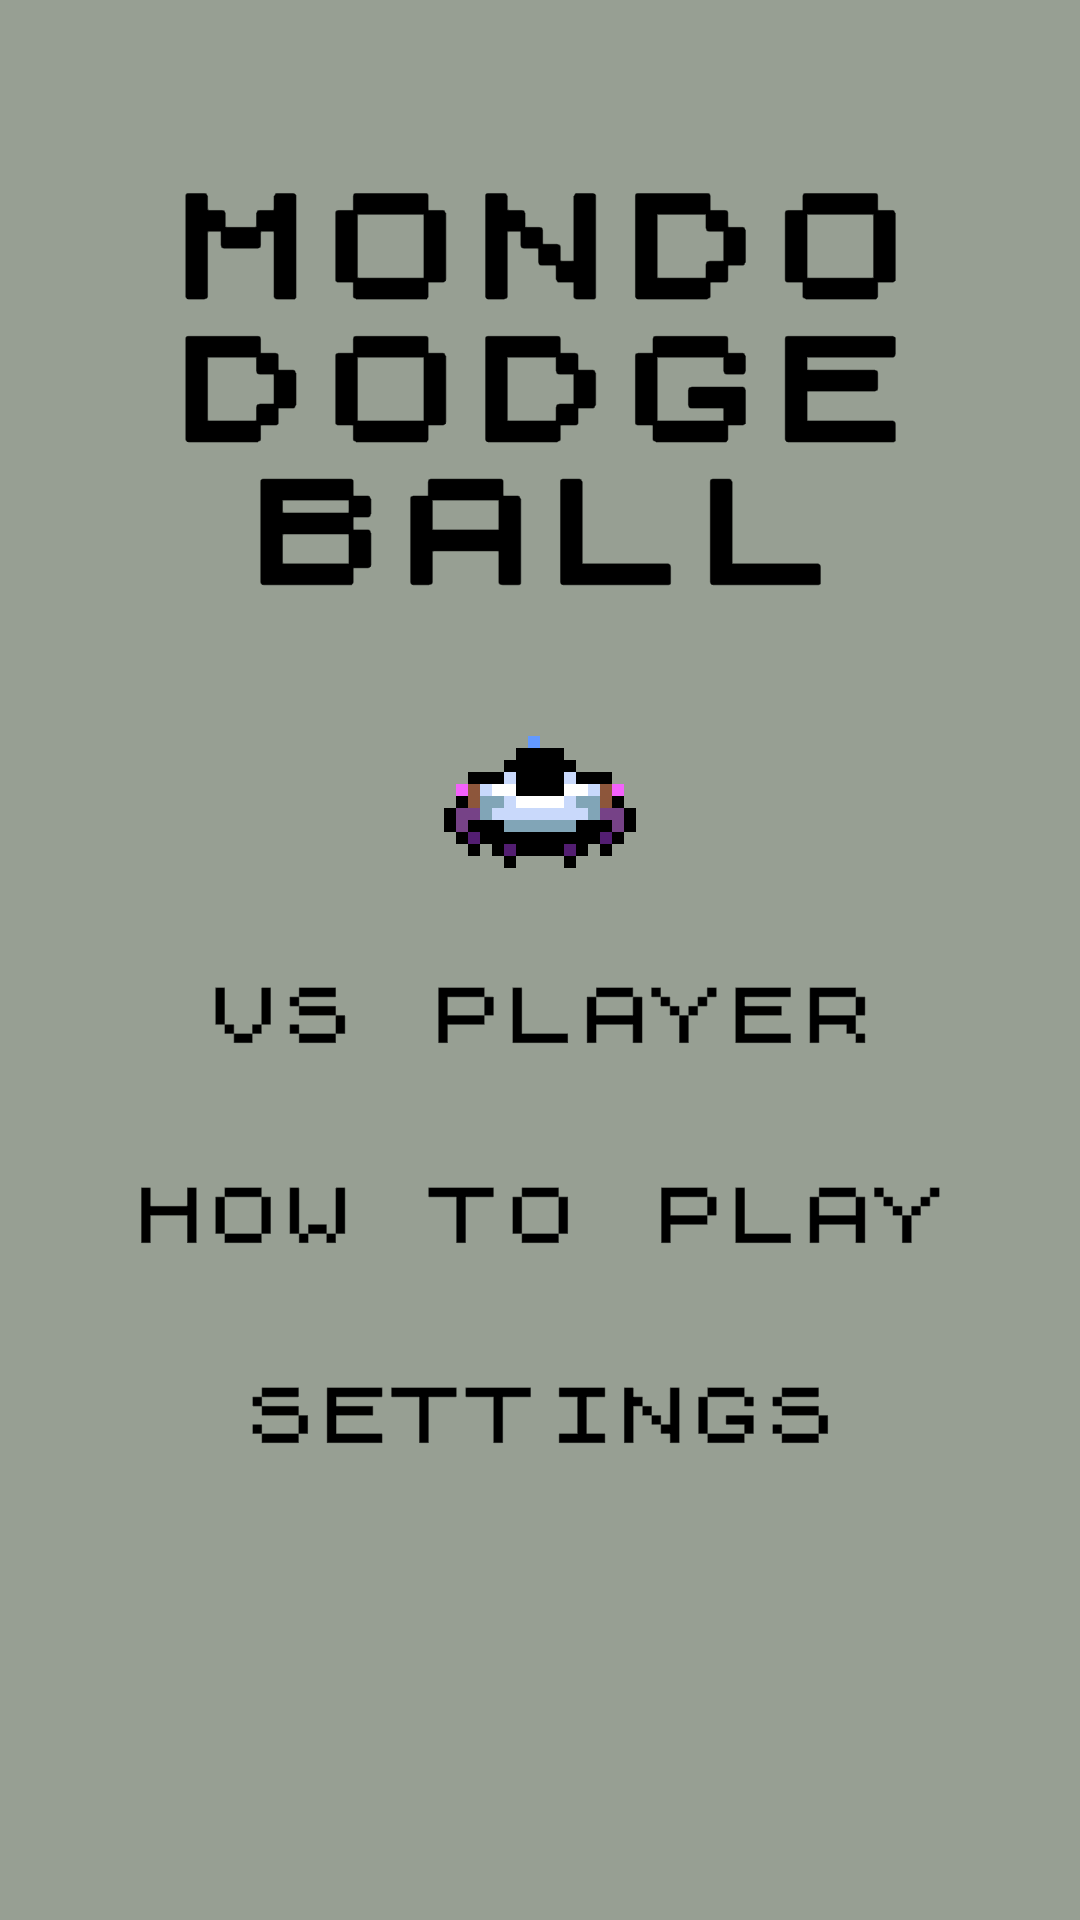 MONDO
DODGE
BALL
VS PLAYER
HOW TO PLAY
SETTINGS